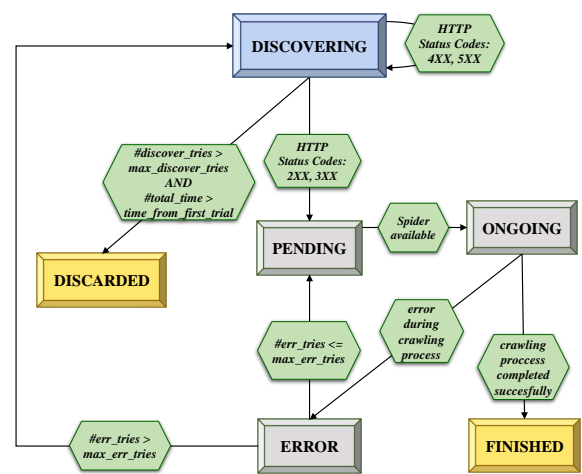 DISCOVERING
HTTP
Status Codes:
4XX, 5XX
#discover_tries >
max_discover_tries
AND
#total_time >
time_from_first_trial
HTTP
Status Codes:
2XX, 3XX
PENDING
Spider
available
ONGOING
DISCARDED
#err_tries <=
max_err_tries
error
during
crawling
process
crawling
proccess
completed
succesfully
#err_tries >
max_err_tries
ERROR
FINISHED